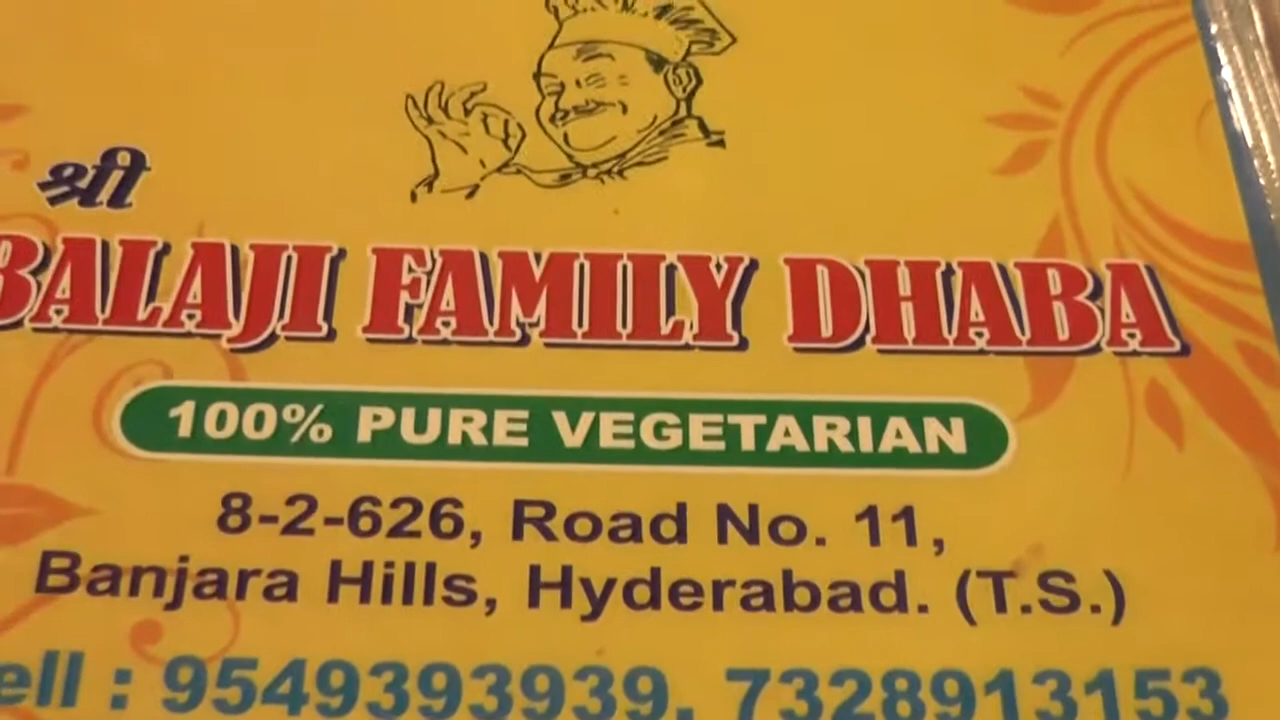 श्री
BALAJI FAMILY DHABA
100% PURE VEGETARIAN
8-2-626, Road No. 11,
Banjara Hills, Hyderabad. (T.S.)
ell : 9549393939, 7328913153